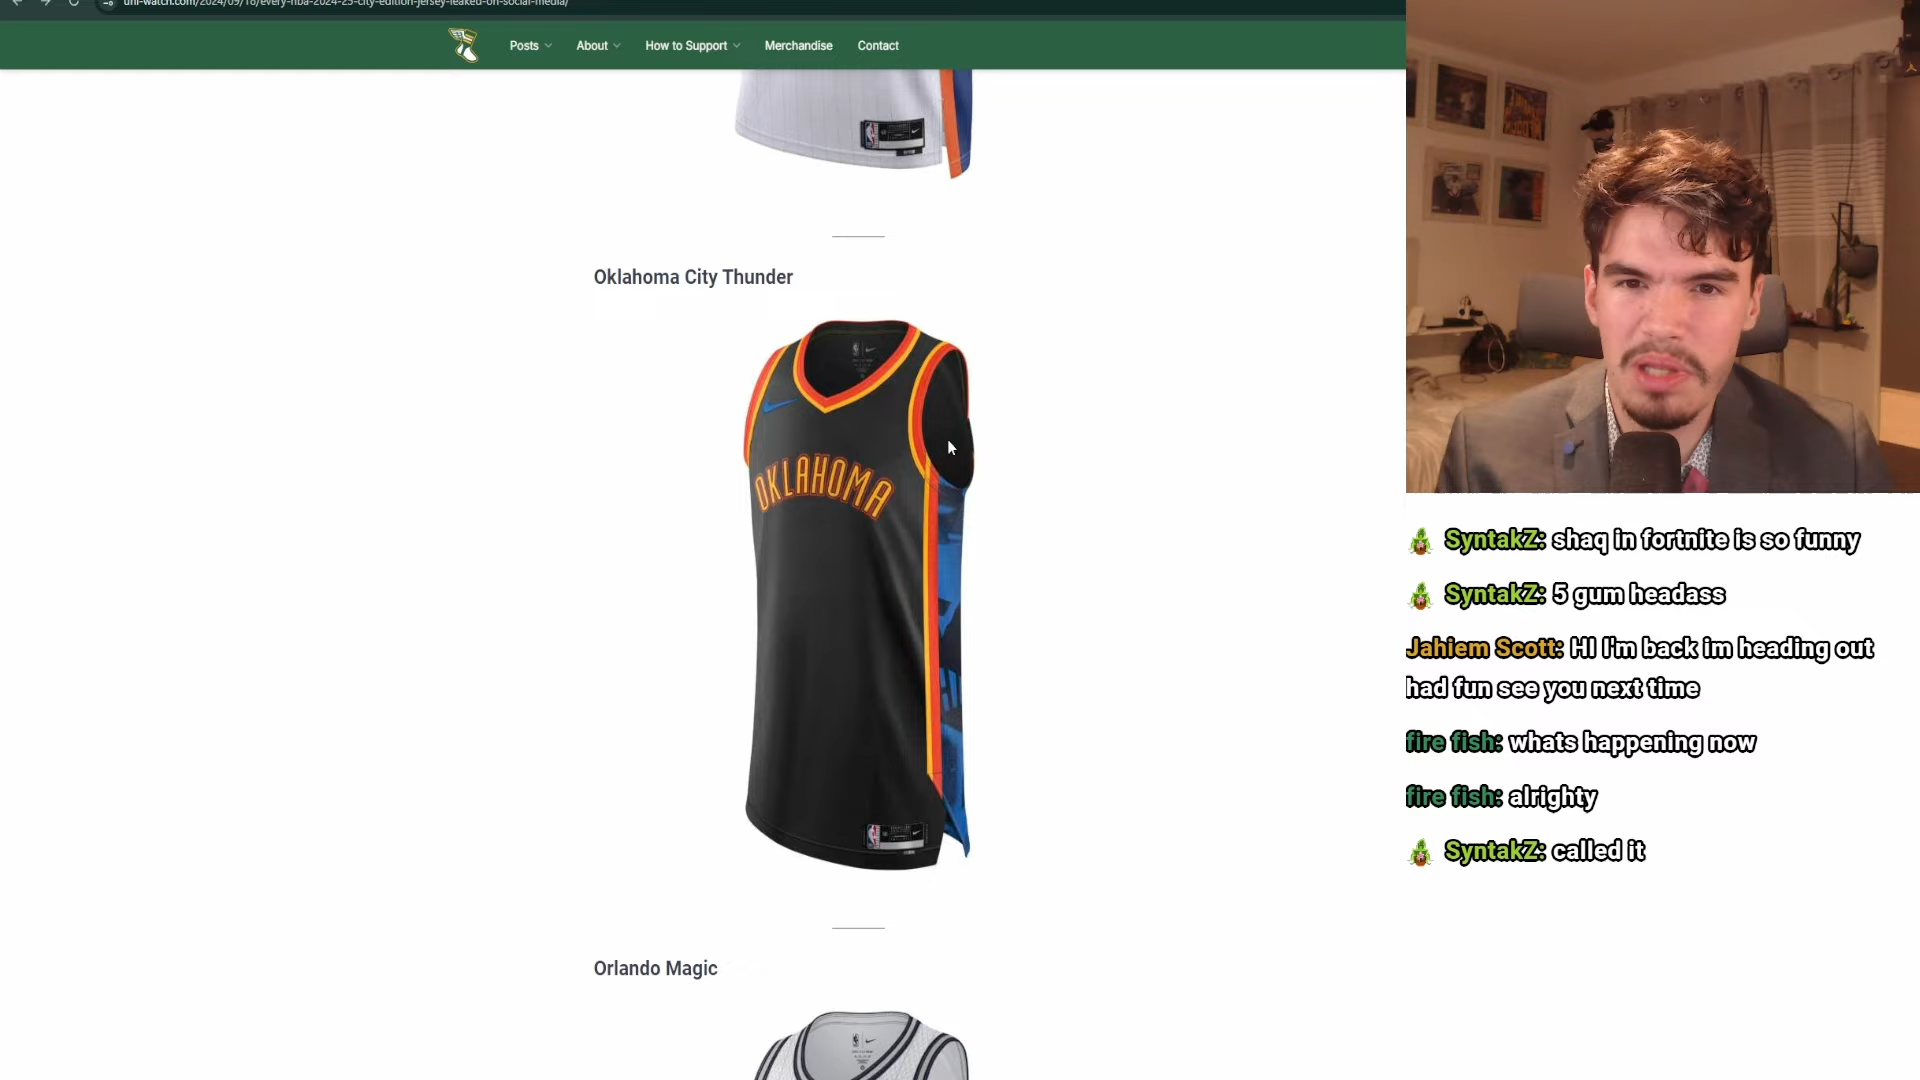 uni-watch.com/2024/09/18/every-nba-2024-25-city-edition-jersey-leaked-on-social-media/
Posts About How to Support Merchandise Contact
Oklahoma City Thunder
OKLAHOMA
Orlando Magic
SyntakZ: shaq in fortnite is so funny
SyntakZ: 5 gum headass
Jahiem Scott: HI I'm back im heading out
had fun see you next time
fire fish: whats happening now
fire fish: alrighty
SyntakZ: called it